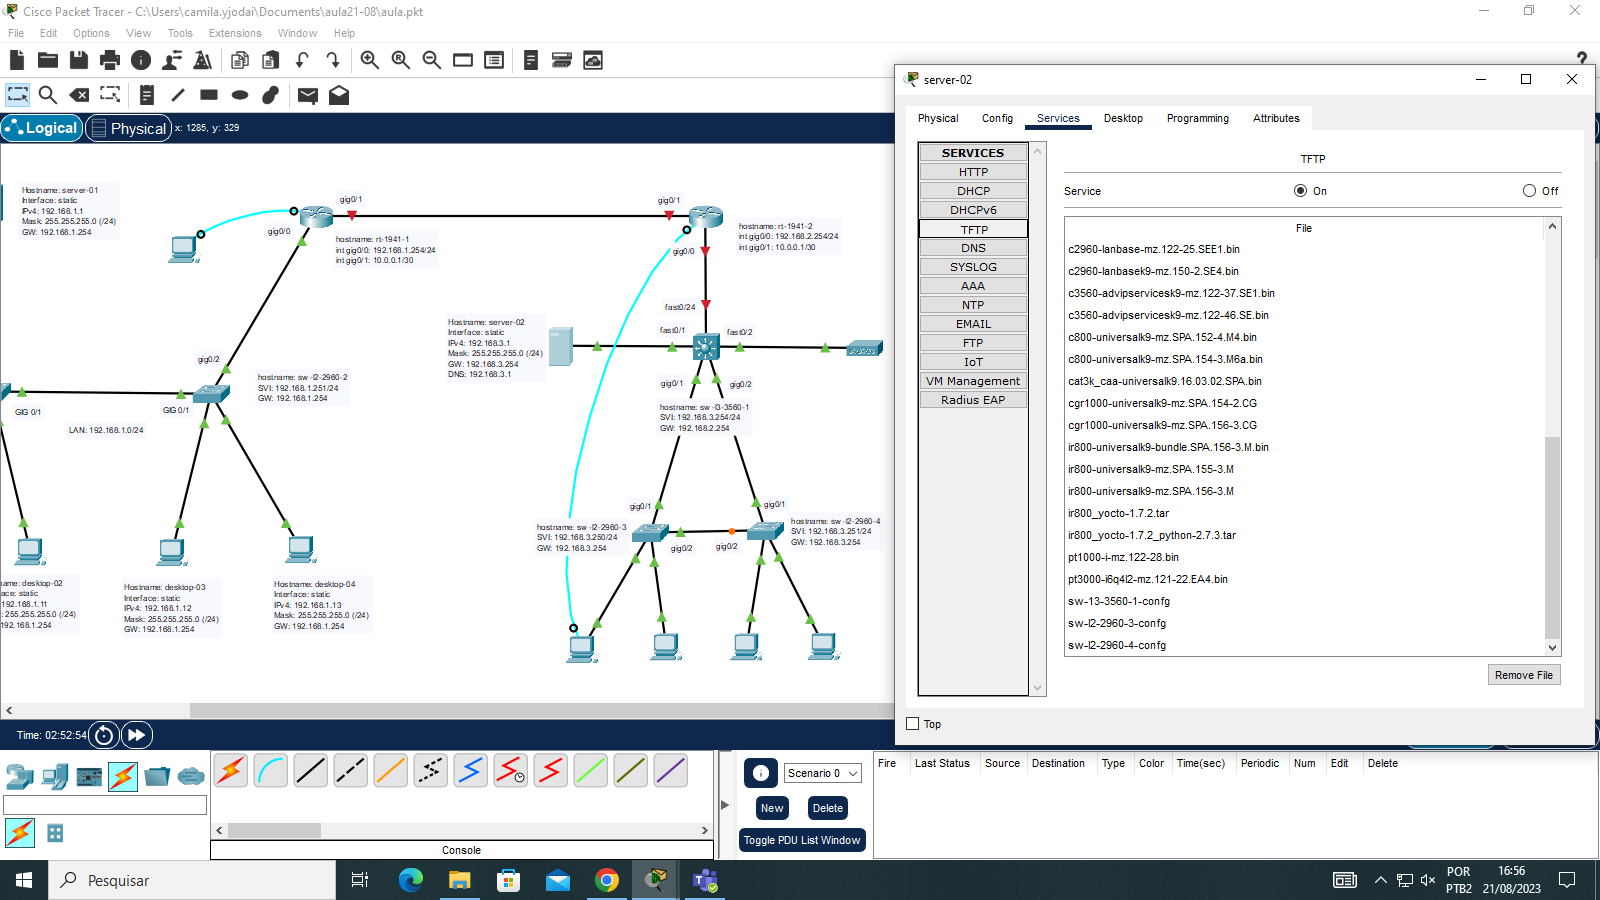 Cisco Packet Tracer - C:\Users\camila.yjodai\Documents\aula21-08\aula.pkt
File Edit Options View Tools Extensions Window Help
?
Logical
Physical
x: 1285, y: 329
Hostname: server-01
Interface: static
IPv4: 192.168.1.1
Mask: 255.255.255.0 (/24)
GW: 192.168.1.254
gig0/1
gig0/0
hostname: rt-1941-1
int gig0/0: 192.168.1.254/24
int gig0/1: 10.0.0.1/30
gig0/1
gig0/0
hostname: rt-1941-2
int gig0/0: 192.168.2.254/24
int gig0/1: 10.0.0.1/30
fast0/24
Hostname: server-02
Interface: static
IPv4: 192.168.3.1
Mask: 255.255.255.0 (/24)
GW: 192.168.3.254
DNS: 192.168.3.1
fast0/1
fast0/2
gig0/1
gig0/2
hostname: sw-l3-3560-1
SVI: 192.168.3.254/24
GW: 192.168.2.254
gig0/2
hostname: sw-l2-2960-2
SVI: 192.168.1.251/24
GW: 192.168.1.254
GIG 0/1
GIG 0/1
LAN: 192.168.1.0/24
gig0/1
gig0/1
hostname: sw-l2-2960-3
SVI: 192.168.3.250/24
GW: 192.168.3.254
gig0/2
gig0/2
hostname: sw-l2-2960-4
SVI: 192.168.3.251/24
GW: 192.168.3.254
name: desktop-02
ace: static
192.168.1.11
: 255.255.255.0 (/24)
192.168.1.254
Hostname: desktop-03
Interface: static
IPv4: 192.168.1.12
Mask: 255.255.255.0 (/24)
GW: 192.168.1.254
Hostname: desktop-04
Interface: static
IPv4: 192.168.1.13
Mask: 255.255.255.0 (/24)
GW: 192.168.1.254
server-02
Physical Config Services Desktop Programming Attributes
SERVICES
HTTP
DHCP
DHCPv6
TFTP
DNS
SYSLOG
AAA
NTP
EMAIL
FTP
IoT
VM Management
Radius EAP
TFTP
Service On Off
File
c2960-lanbase-mz.122-25.SEE1.bin
c2960-lanbasek9-mz.150-2.SE4.bin
c3560-advipservicesk9-mz.122-37.SE1.bin
c3560-advipservicesk9-mz.122-46.SE.bin
c800-universalk9-mz.SPA.152-4.M4.bin
c800-universalk9-mz.SPA.154-3.M6a.bin
cat3k_caa-universalk9.16.03.02.SPA.bin
cgr1000-universalk9-mz.SPA.154-2.CG
cgr1000-universalk9-mz.SPA.156-3.CG
ir800-universalk9-bundle.SPA.156-3.M.bin
ir800-universalk9-mz.SPA.155-3.M
ir800-universalk9-mz.SPA.156-3.M
ir800_yocto-1.7.2.tar
ir800_yocto-1.7.2_python-2.7.3.tar
pt1000-i-mz.122-28.bin
pt3000-i6q4l2-mz.121-22.EA4.bin
sw-13-3560-1-confg
sw-l2-2960-3-confg
sw-l2-2960-4-confg
Remove File
Top
Time: 02:52:54
Console
Scenario 0
New Delete
Toggle PDU List Window
Fire Last Status Source Destination Type Color Time(sec) Periodic Num Edit Delete
Pesquisar
POR
PTB2
16:56
21/08/2023